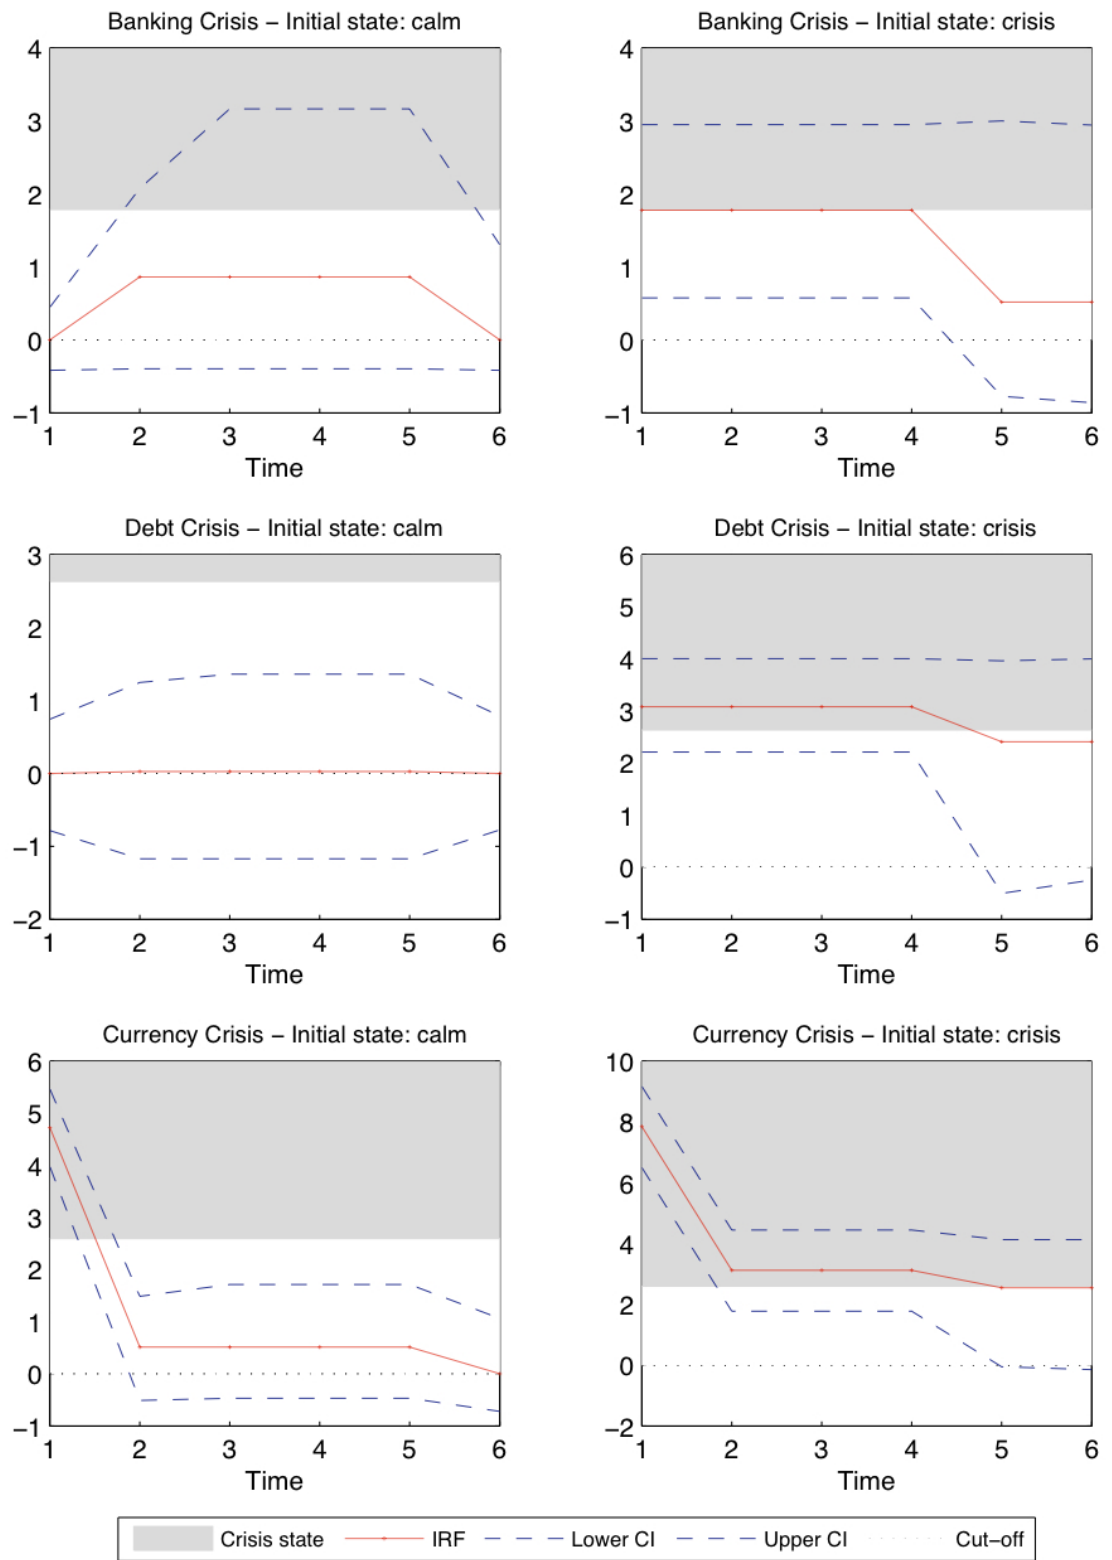 Banking Crisis – Initial state: calm
4
3
2
1
0
−1
1 2 3 4 5 6
Time
Banking Crisis – Initial state: crisis
4
3
2
1
0
−1
1 2 3 4 5 6
Time
Debt Crisis – Initial state: calm
3
2
1
0
−1
−2
1 2 3 4 5 6
Time
Debt Crisis – Initial state: crisis
6
5
4
3
2
1
0
−1
1 2 3 4 5 6
Time
Currency Crisis – Initial state: calm
6
5
4
3
2
1
0
−1
1 2 3 4 5 6
Time
Currency Crisis – Initial state: crisis
10
8
6
4
2
0
−2
1 2 3 4 5 6
Time
Crisis state IRF Lower CI Upper CI Cut−off